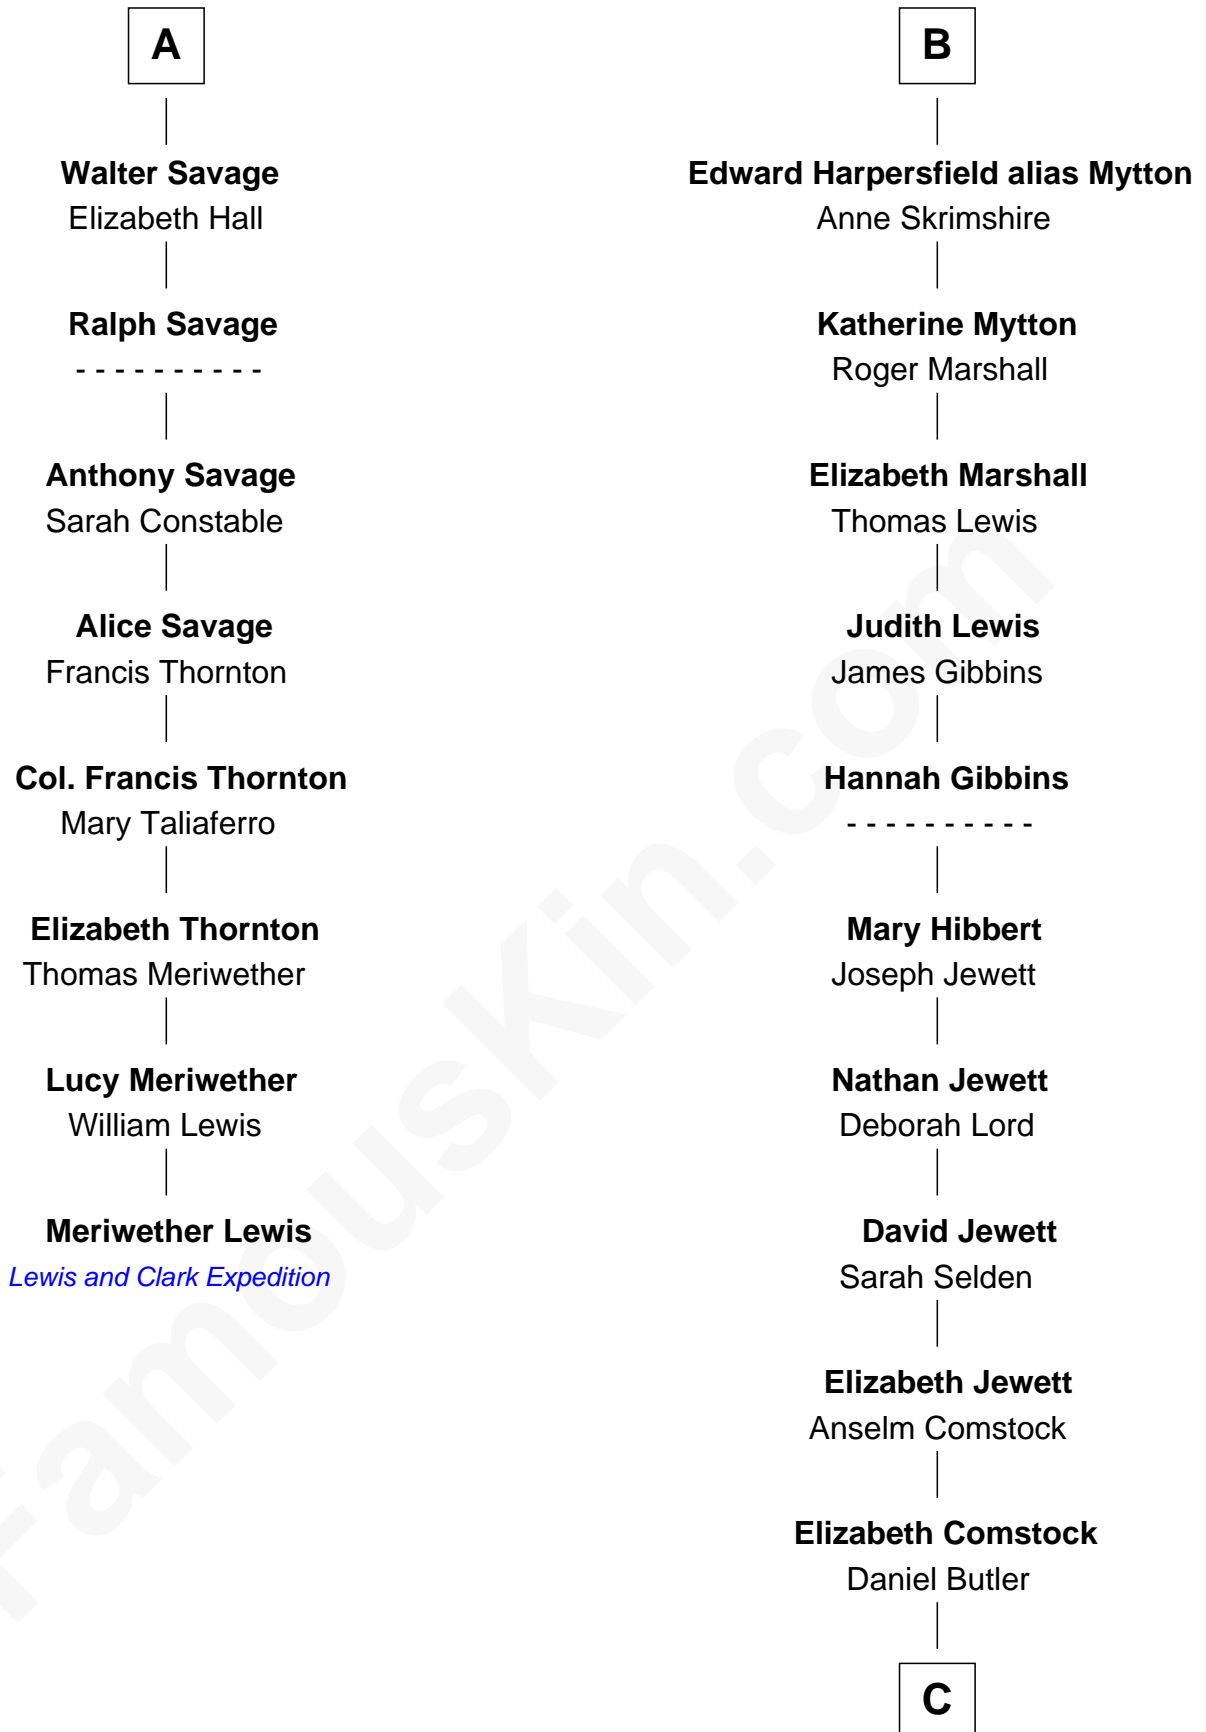 A
Walter Savage
Elizabeth Hall
Ralph Savage
- - - - - - - - - -
Anthony Savage
Sarah Constable
Alice Savage
Francis Thornton
Col. Francis Thornton
Mary Taliaferro
Elizabeth Thornton
Thomas Meriwether
Lucy Meriwether
William Lewis
Meriwether Lewis
Lewis and Clark Expedition
B
Edward Harpersfield alias Mytton
Anne Skrimshire
Katherine Mytton
Roger Marshall
Elizabeth Marshall
Thomas Lewis
Judith Lewis
James Gibbins
Hannah Gibbins
- - - - - - - - - -
Mary Hibbert
Joseph Jewett
Nathan Jewett
Deborah Lord
David Jewett
Sarah Selden
Elizabeth Jewett
Anselm Comstock
Elizabeth Comstock
Daniel Butler
C
FamousKin.com